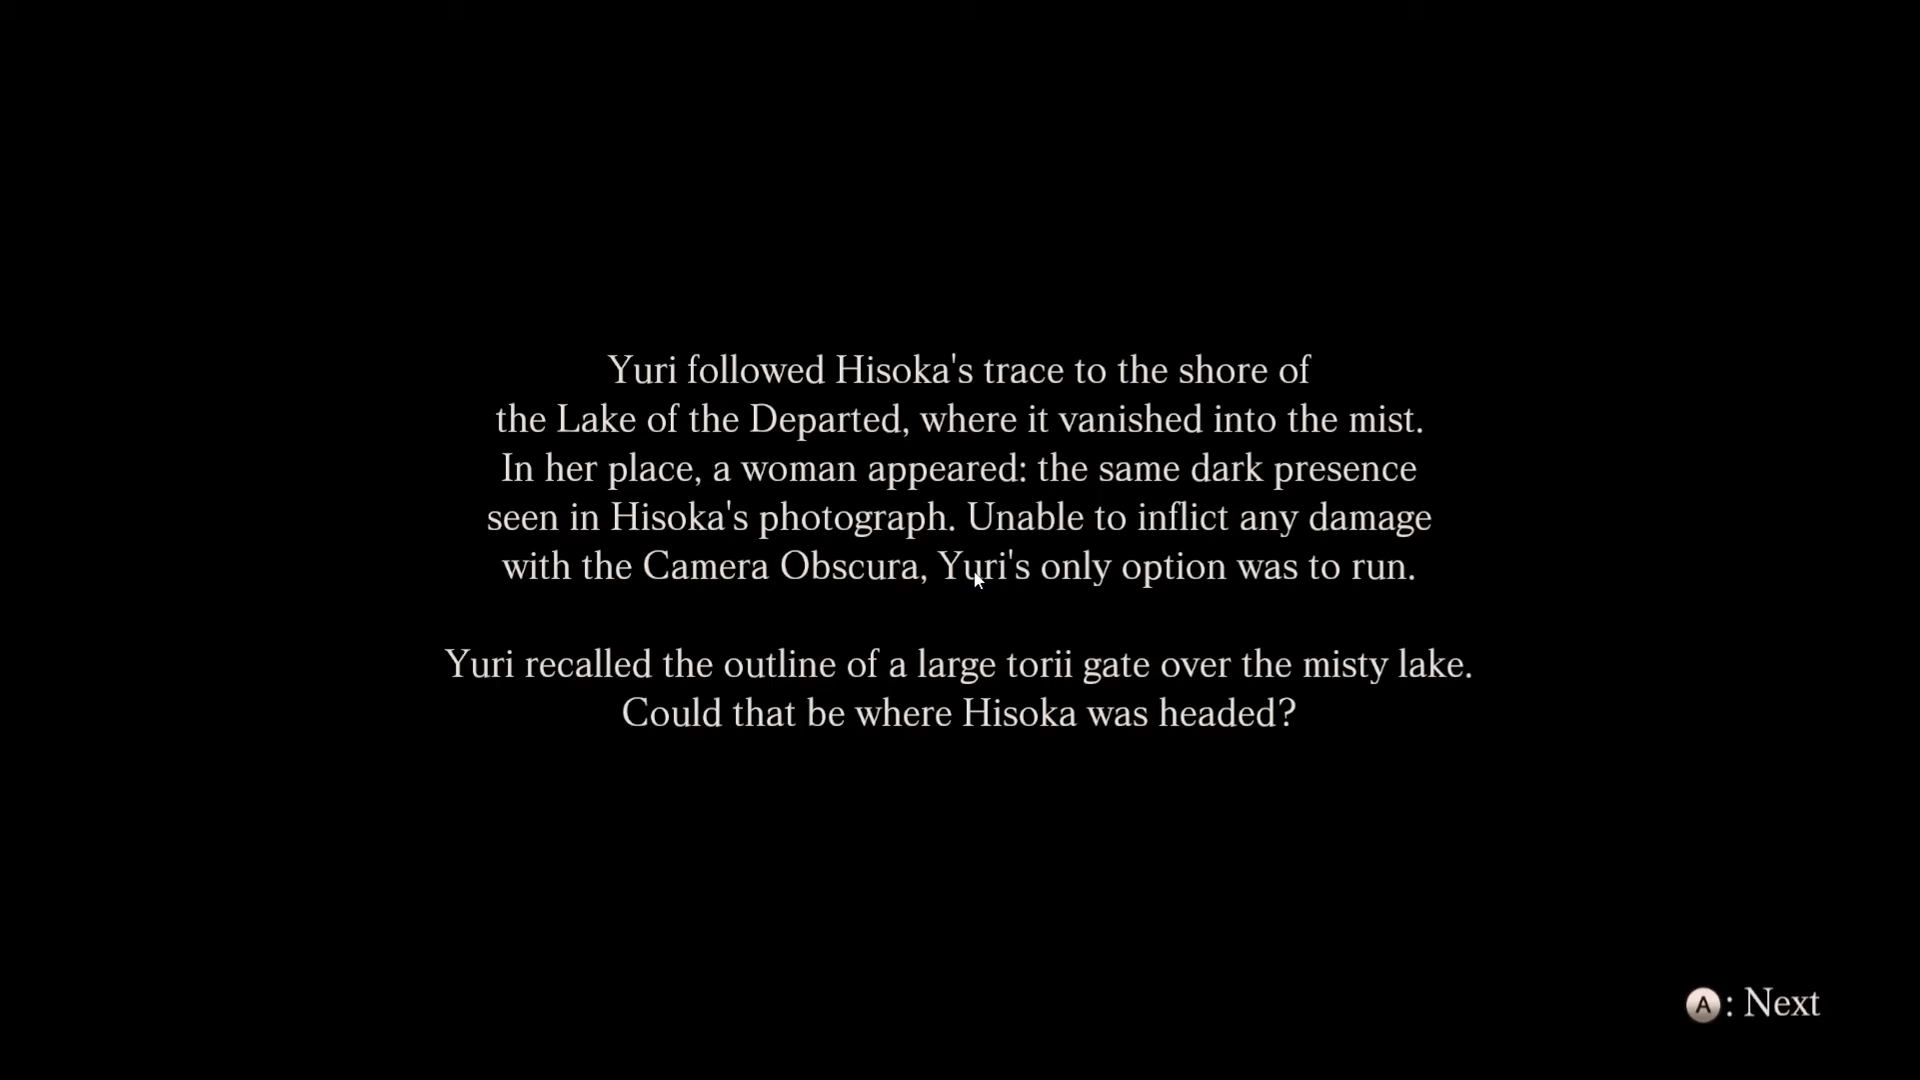 Yuri followed Hisoka's trace to the shore of
the Lake of the Departed, where it vanished into the mist.
In her place, a woman appeared: the same dark presence
seen in Hisoka's photograph. Unable to inflict any damage
with the Camera Obscura, Yuri's only option was to run.
Yuri recalled the outline of a large torii gate over the misty lake.
Could that be where Hisoka was headed?
A: Next